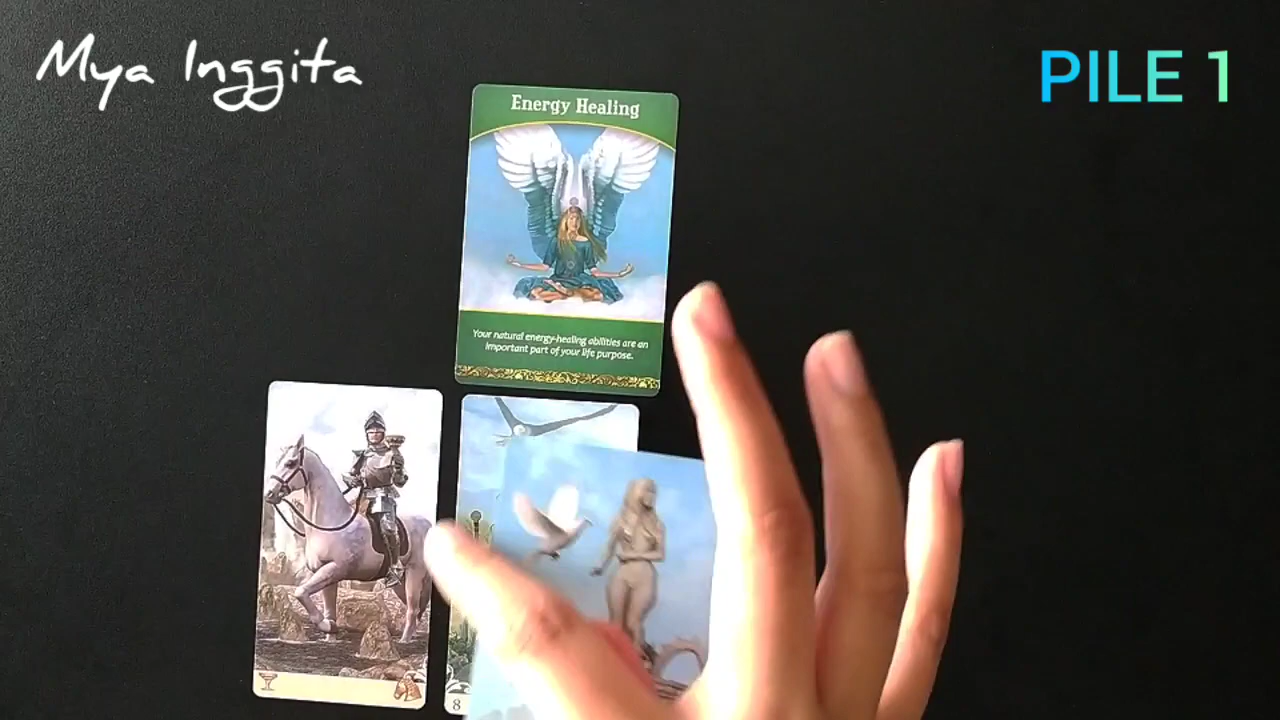 Mya Inggita
PILE 1
Energy Healing
Your natural energy-healing abilities are an
important part of your life purpose.
8